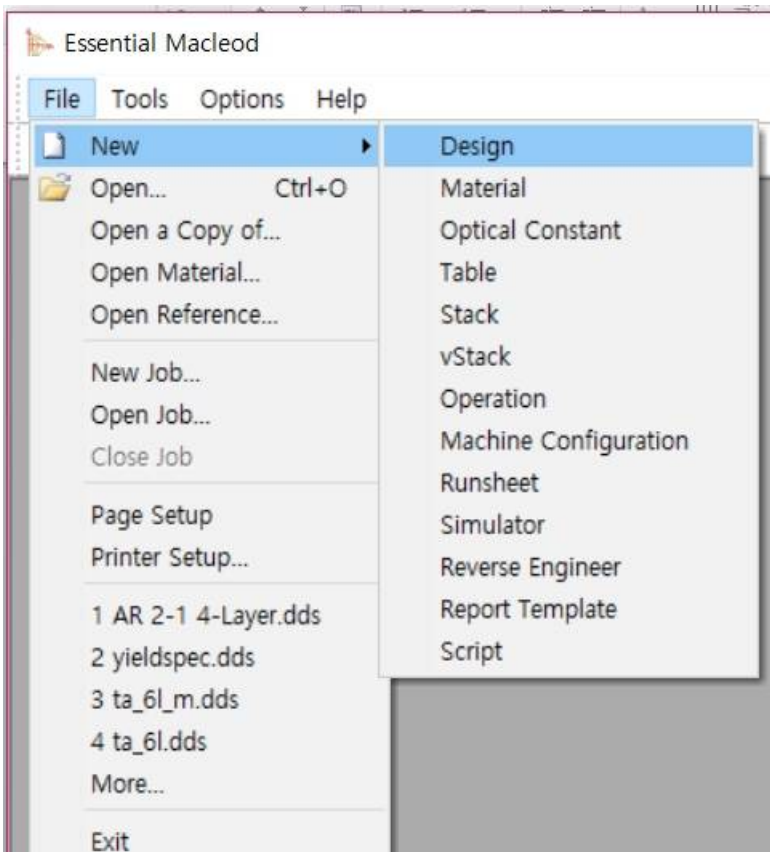 Essential Macleod
File Tools Options Help
New
Open... Ctrl+O
Open a Copy of...
Open Material...
Open Reference...
New Job...
Open Job...
Close Job
Page Setup
Printer Setup...
1 AR 2-1 4-Layer.dds
2 yieldspec.dds
3 ta_6l_m.dds
4 ta_6l.dds
More...
Exit
Design
Material
Optical Constant
Table
Stack
vStack
Operation
Machine Configuration
Runsheet
Simulator
Reverse Engineer
Report Template
Script